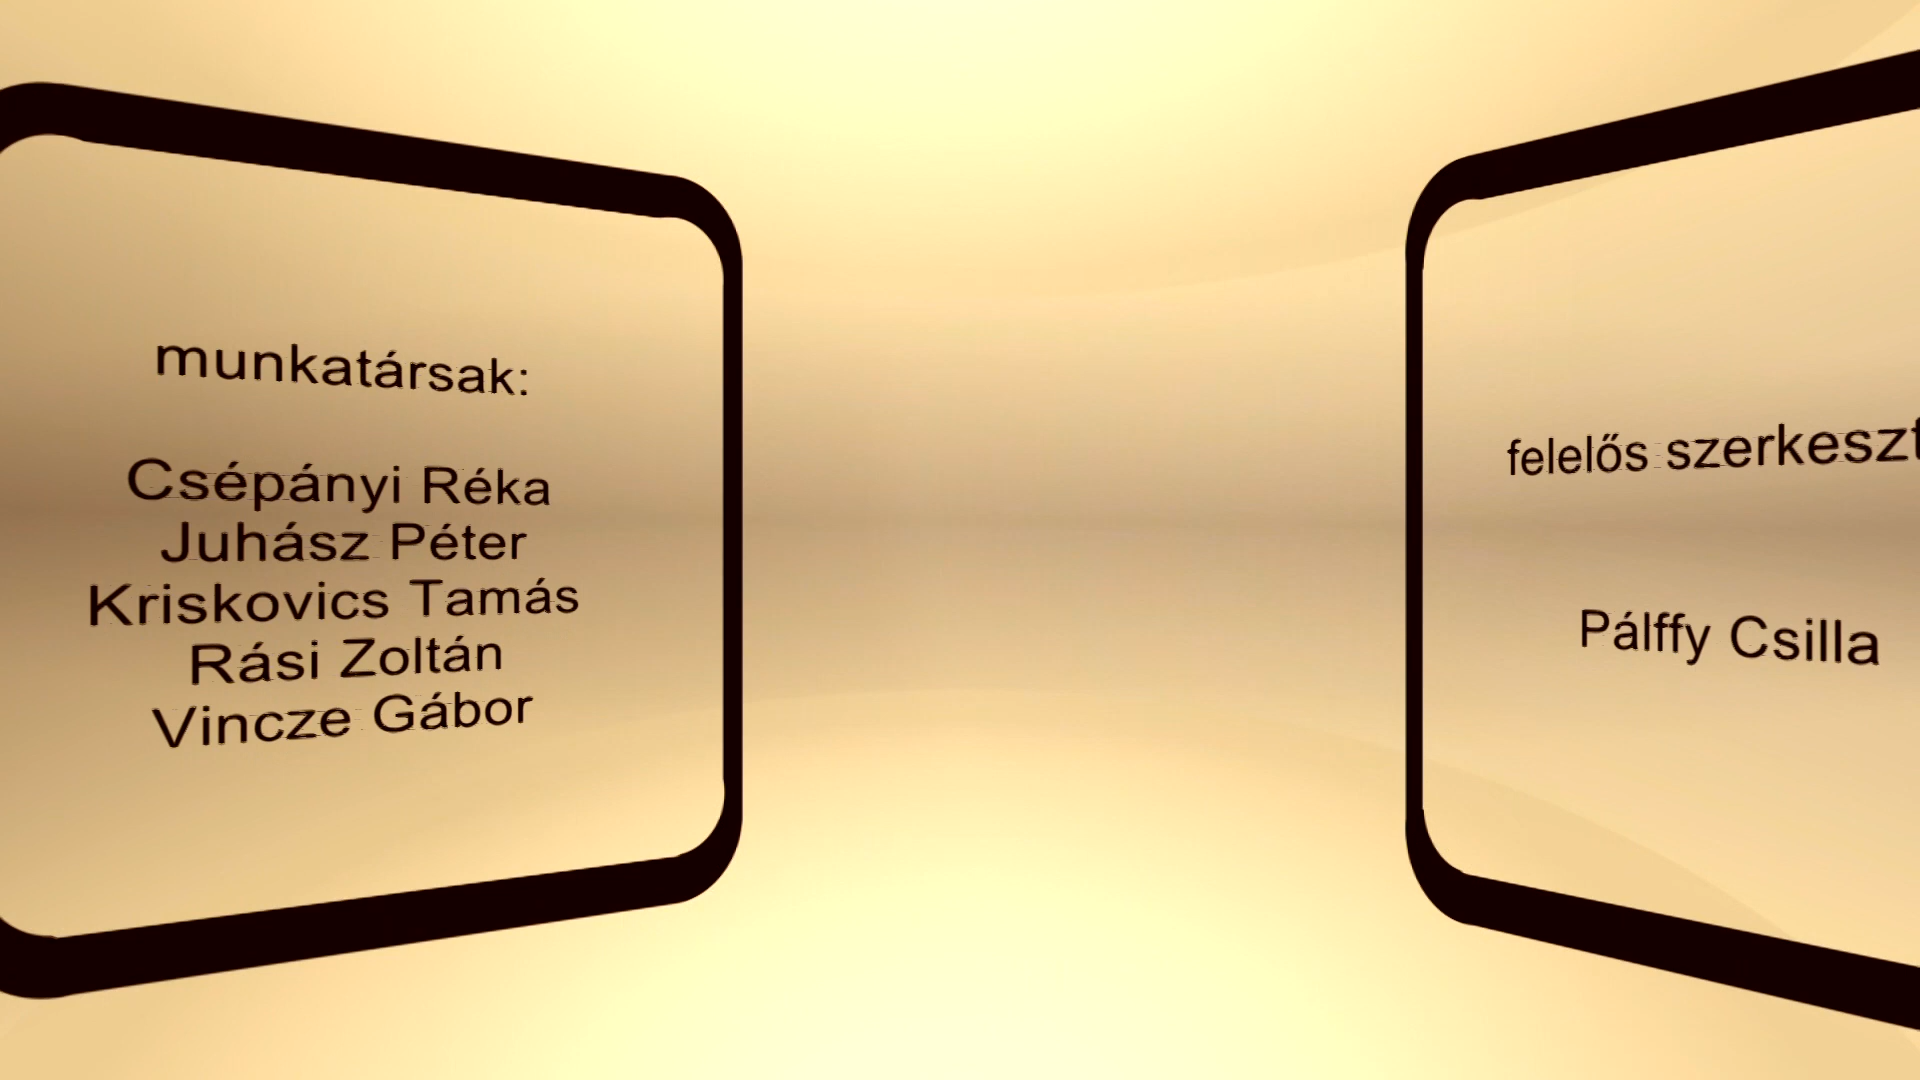 munkatársak:
Csépányi Réka
Juhász Péter
Kriskovics Tamás
Rási Zoltán
Vincze Gábor
felelős szerkeszt
Pálffy Csilla